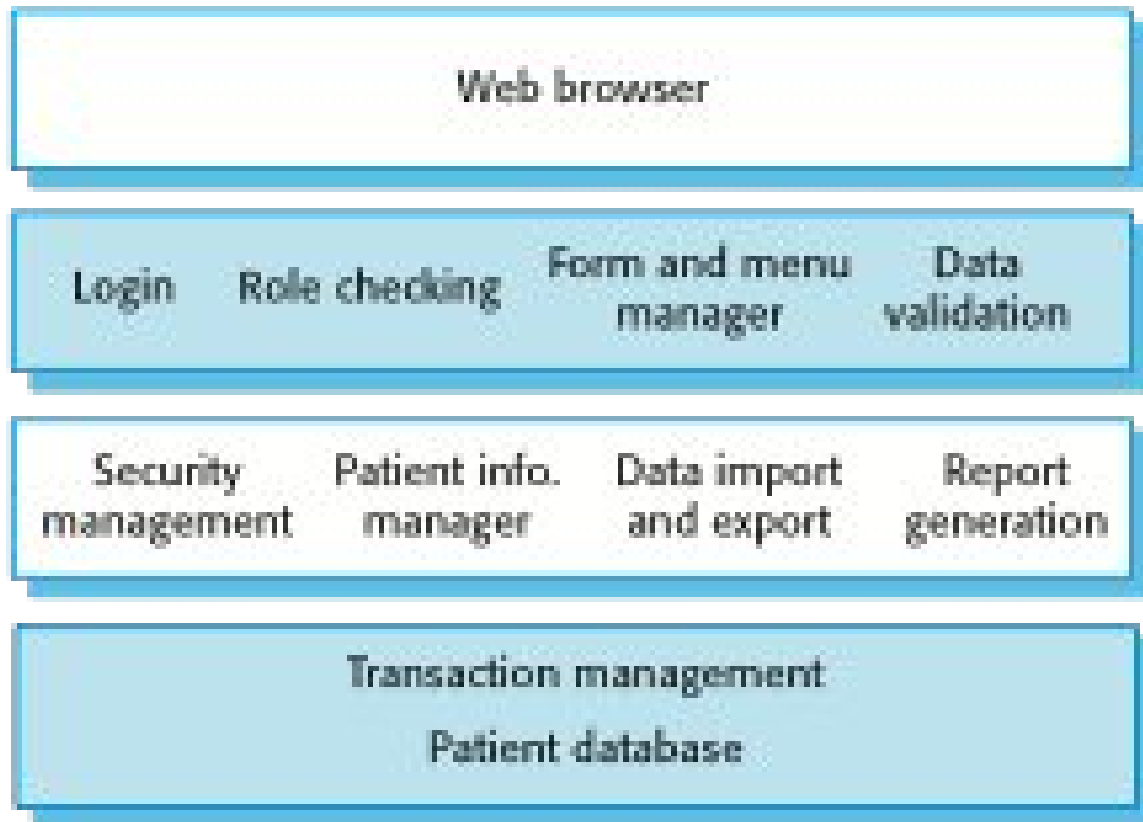 Web browser
Login
Role checking
Form and menu
manager
Data
validation
Security
management
Patient info.
manager
Data import
and export
Report
generation
Transaction management
Patient database